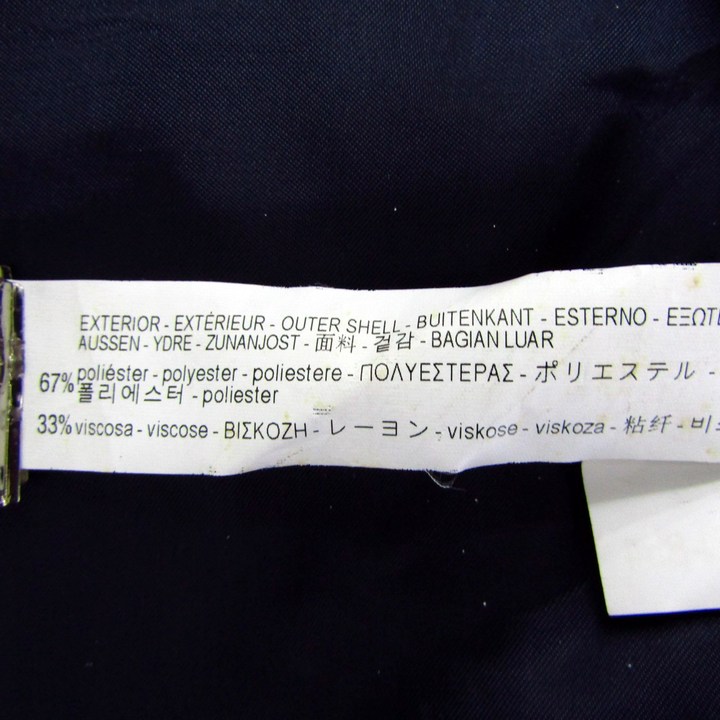 EXTERIOR - EXTÉRIEUR - OUTER SHELL - BUITENKANT - ESTERNO -
AUSSEN - YDRE - ZUNANJOST - 面料 - 겉감 - BAGIAN LUAR
67% poliéster - polyester - poliestere - ΠΟΛΥΕΣΤΕΡΑΣ - ポリエステル -
폴리에스터 - poliester
33% viscosa - viscose - ΒΙΣΚΟΖΗ - レーヨン - viskose - viskoza - 粘纤 -